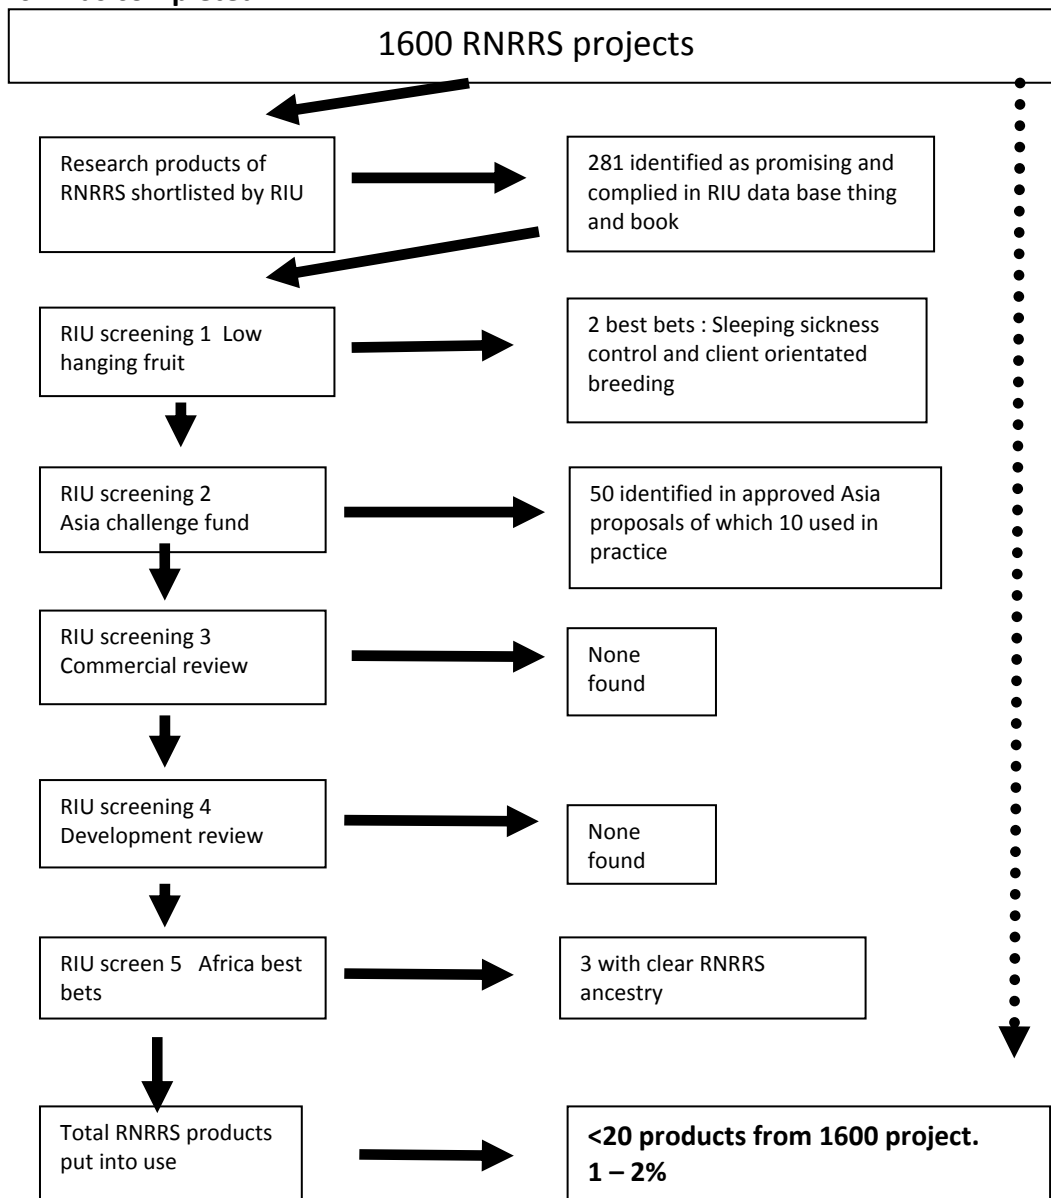 1600 RNRRS projects
Research products of
RNRRS shortlisted by RIU
281 identified as promising and
complied in RIU data base thing
and book
RIU screening 1 Low
hanging fruit
2 best bets : Sleeping sickness
control and client orientated
breeding
RIU screening 2
Asia challenge fund
50 identified in approved Asia
proposals of which 10 used in
practice
RIU screening 3
Commercial review
None
found
RIU screening 4
Development review
None
found
RIU screen 5 Africa best
bets
3 with clear RNRRS
ancestry
Total RNRRS products
put into use
<20 products from 1600 project.
1 – 2%